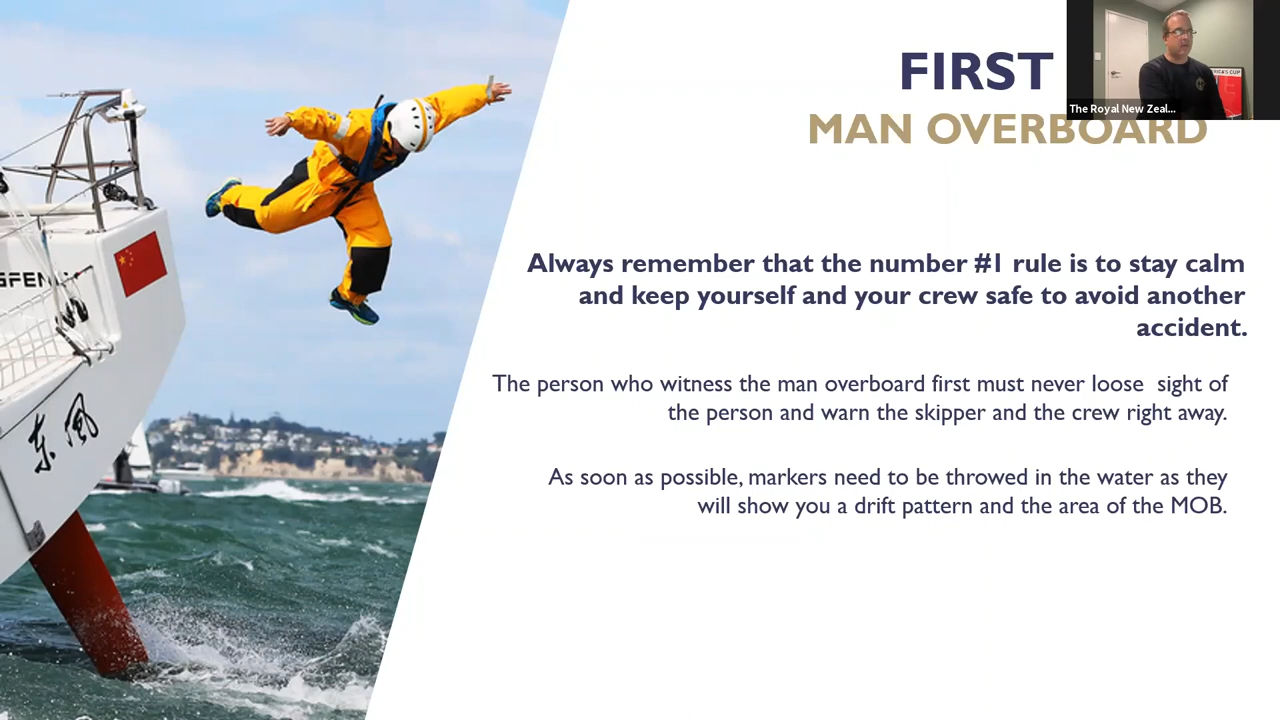 FIRST
MAN OVERBOARD
The Royal New Zeal...
Always remember that the number #1 rule is to stay calm
and keep yourself and your crew safe to avoid another
accident.
The person who witness the man overboard first must never loose  sight of
the person and warn the skipper and the crew right away.
As soon as possible, markers need to be throwed in the water as they
will show you a drift pattern and the area of the MOB.
东風